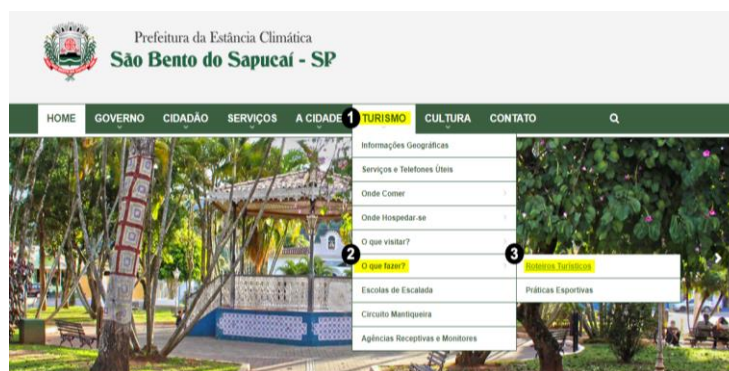 Prefeitura da Estância Climática
São Bento do Sapucaí - SP
HOME GOVERNO CIDADÃO SERVIÇOS A CIDADE 1 TURISMO CULTURA CONTATO
Informações Geográficas
Serviços e Telefones Úteis
Onde Comer
Onde Hospedar-se
O que visitar?
2 O que fazer? 3 Roteiros Turísticos
Escolas de Escalada Práticas Esportivas
Circuito Mantiqueira
Agências Receptivas e Monitores